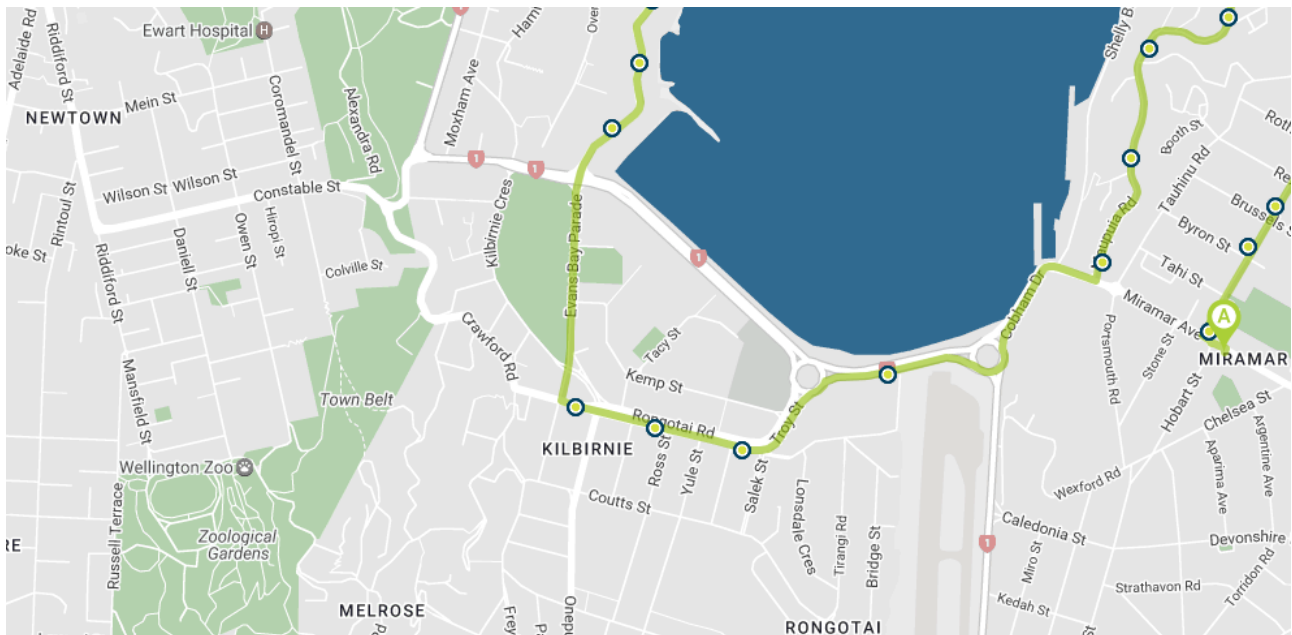 Ewart Hospital
H
Adelaide Rd
Riddiford St
Mein St
NEWTOWN
Coromandel St
Alexandra Rd
Moxham Ave
1
1
1
Wilson St
Wilson St
Constable St
Rintoul St
Riddiford St
Daniell St
Owen St
Hiropi St
Colville St
Kilbirnie Cres
Evans Bay Parade
1
Crawford Rd
Tacy St
Kemp St
Rongotai Rd
Troy St
KILBIRNIE
Ross St
Yule St
Salek St
Coutts St
Lonsdale Cres
Tirangi Rd
Bridge St
RONGOTAI
Mansfield St
Town Belt
Wellington Zoo
Russell Terrace
Zoological
Gardens
MELROSE
Cobham Dr
Booth St
Tauhinu Rd
Brussels S
Byron St
Tahi St
Miramar Ave
A
MIRAMAR
Portsmouth Rd
Stone St
Hobart St
Chelsea St
Argentine Ave
Aparima Ave
Wexford Rd
Caledonia St
Devonshire
1
Miro St
Strathavon Rd
Torridon Rd
Kedah St